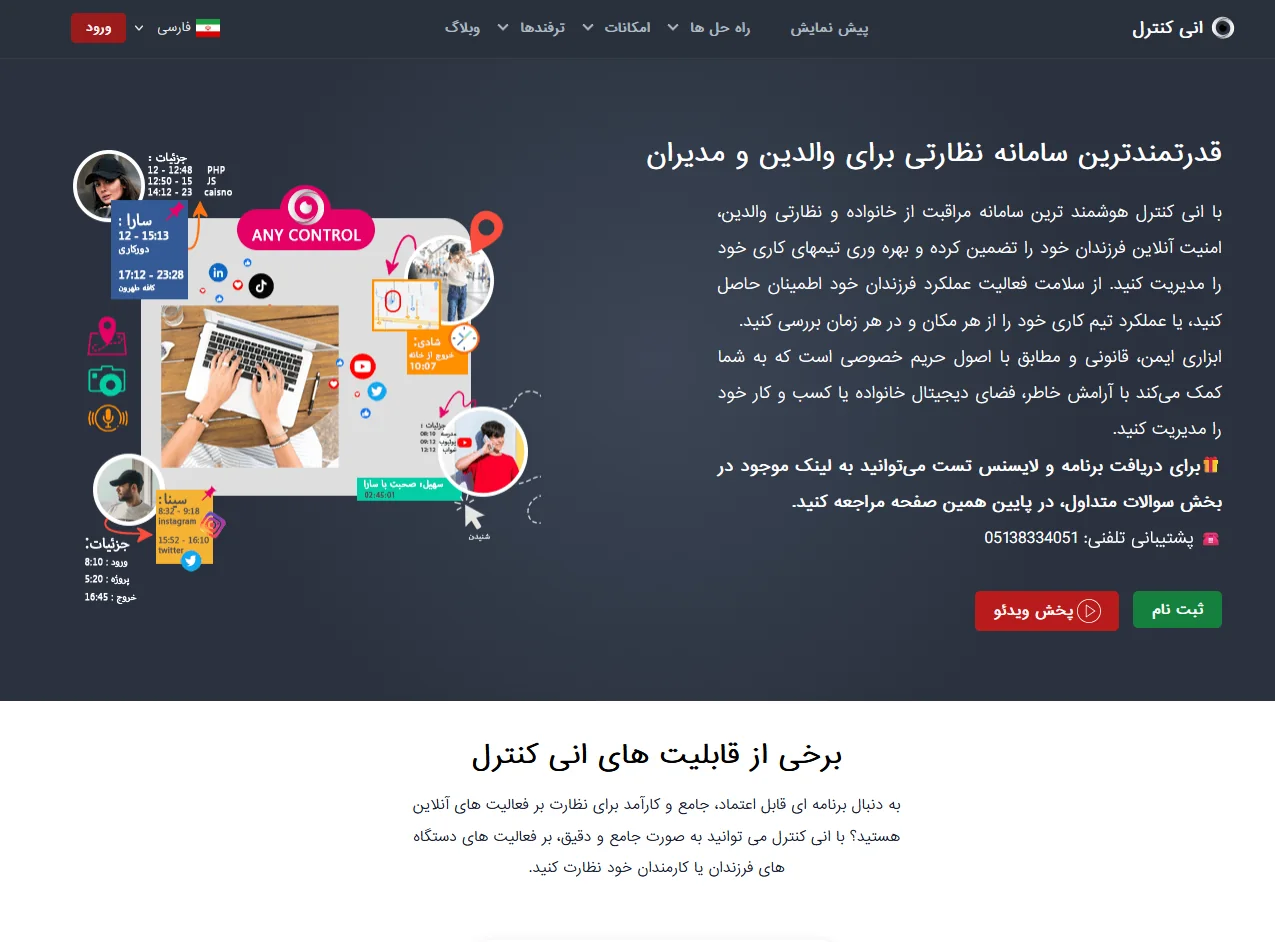 انی کنترل
پیش نمایش
راه حل ها
امکانات
ترفندها
وبلاگ
فارسی
ورود
قدرتمندترین سامانه نظارتی برای والدین و مدیران
با انی کنترل هوشمند ترین سامانه مراقبت از خانواده و نظارتی والدین،
امنیت آنلاین فرزندان خود را تضمین کرده و بهره وری تیمهای کاری خود
را مدیریت کنید. از سلامت فعالیت عملکرد فرزندان خود اطمینان حاصل
کنید، یا عملکرد تیم کاری خود را از هر مکان و در هر زمان بررسی کنید.
ابزاری ایمن، قانونی و مطابق با اصول حریم خصوصی است که به شما
کمک می‌کند با آرامش خاطر، فضای دیجیتال خانواده یا کسب و کار خود
را مدیریت کنید.
🎁برای دریافت برنامه و لایسنس تست می‌توانید به لینک موجود در
بخش سوالات متداول، در پایین همین صفحه مراجعه کنید.
☎️ پشتیبانی تلفنی: 05138334051
ثبت نام
پخش ویدئو
جزئیات :
12 - 12:48 PHP
12:50 - 15 JS
14:12 - 23 caisno
سارا :
12 - 15:13
دورکاری
17:12 - 23:28
کافه طهرون
ANY CONTROL
in
شادی:
خروج از خانه
10:07
جزئیات :
08:10 مدرسه
09:13 یوتیوب
13:12 خواب
سهیل: صحبت با سارا
02:45:01
شنیدن
سینا:
8:32 - 9:18
instagram
15:52 - 16:10
twitter
جزئیات:
ورود : 8:10
پروژه : 5:20
خروج : 16:45
برخی از قابلیت های انی کنترل
به دنبال برنامه ای قابل اعتماد، جامع و کارآمد برای نظارت بر فعالیت های آنلاین
هستید؟ با انی کنترل می توانید به صورت جامع و دقیق، بر فعالیت های دستگاه
های فرزندان یا کارمندان خود نظارت کنید.